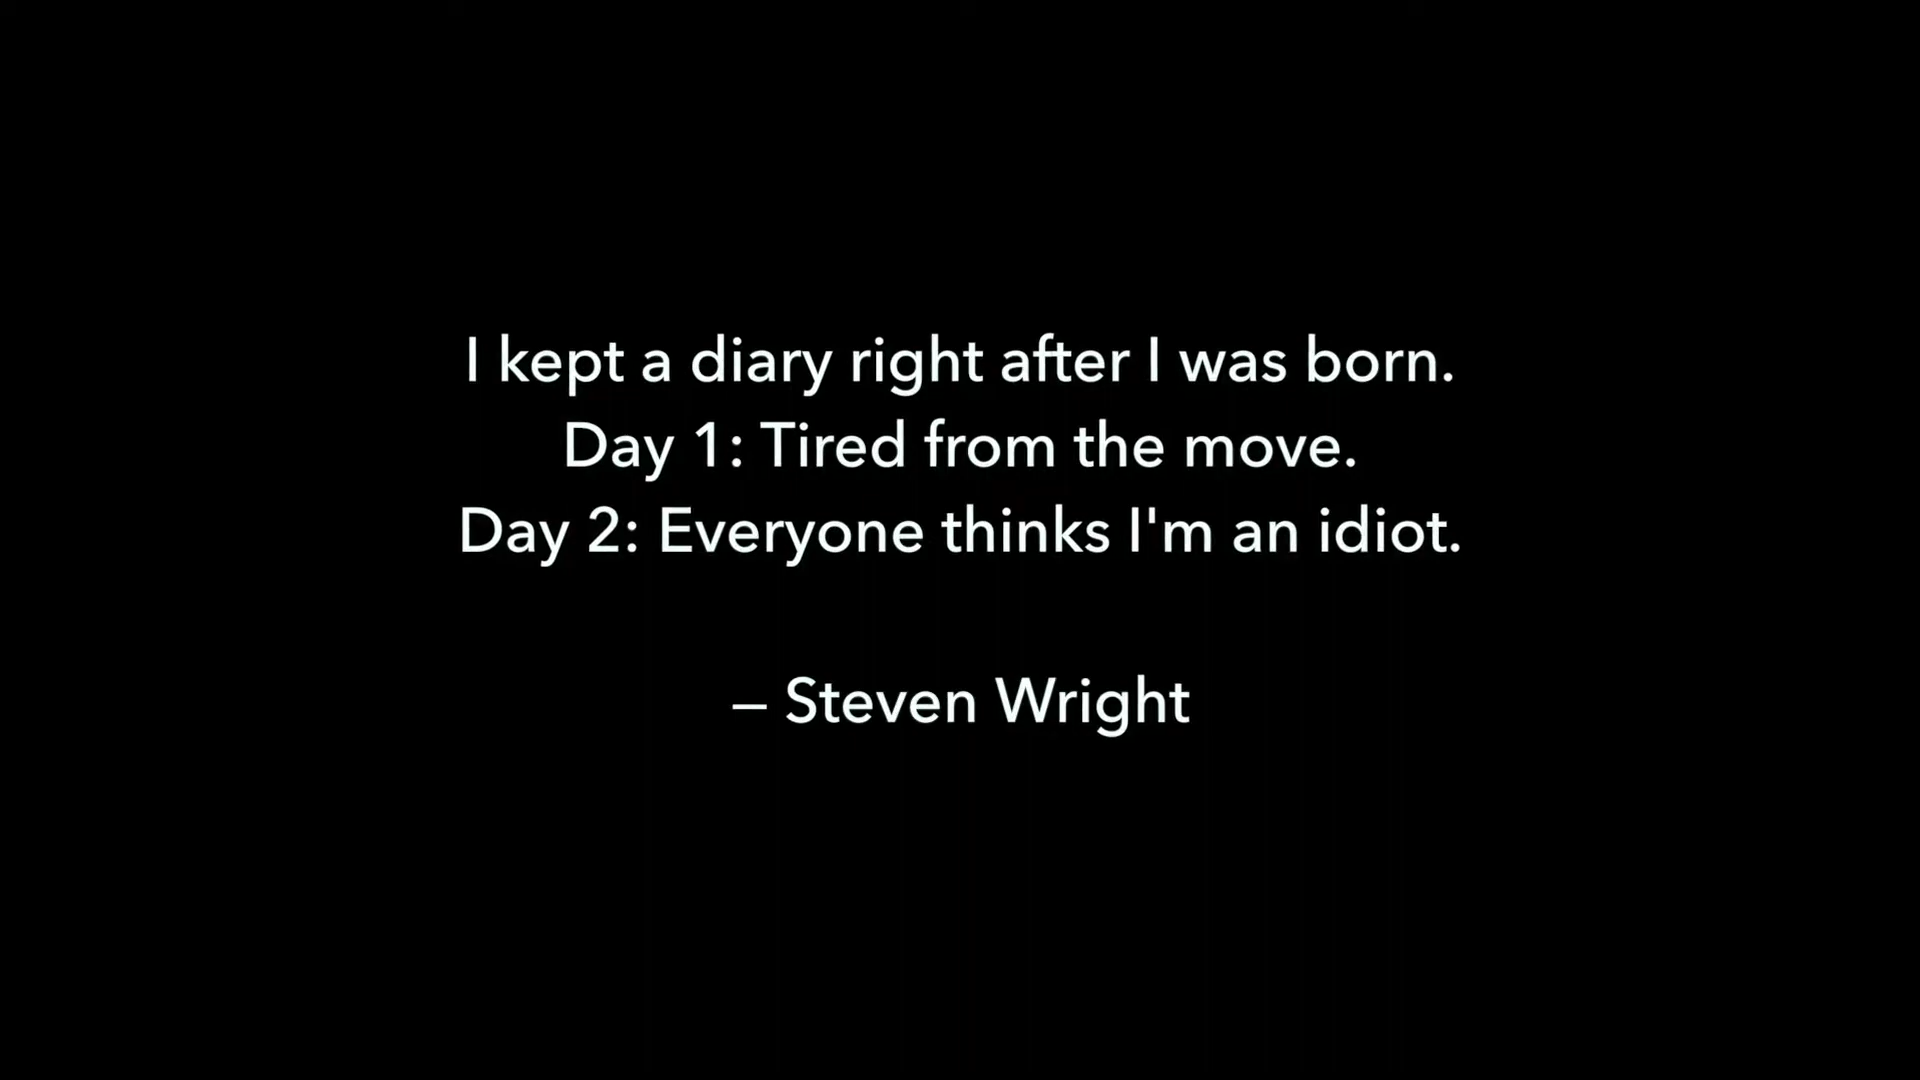 I kept a diary right after I was born.
Day 1: Tired from the move.
Day 2: Everyone thinks I'm an idiot.
– Steven Wright